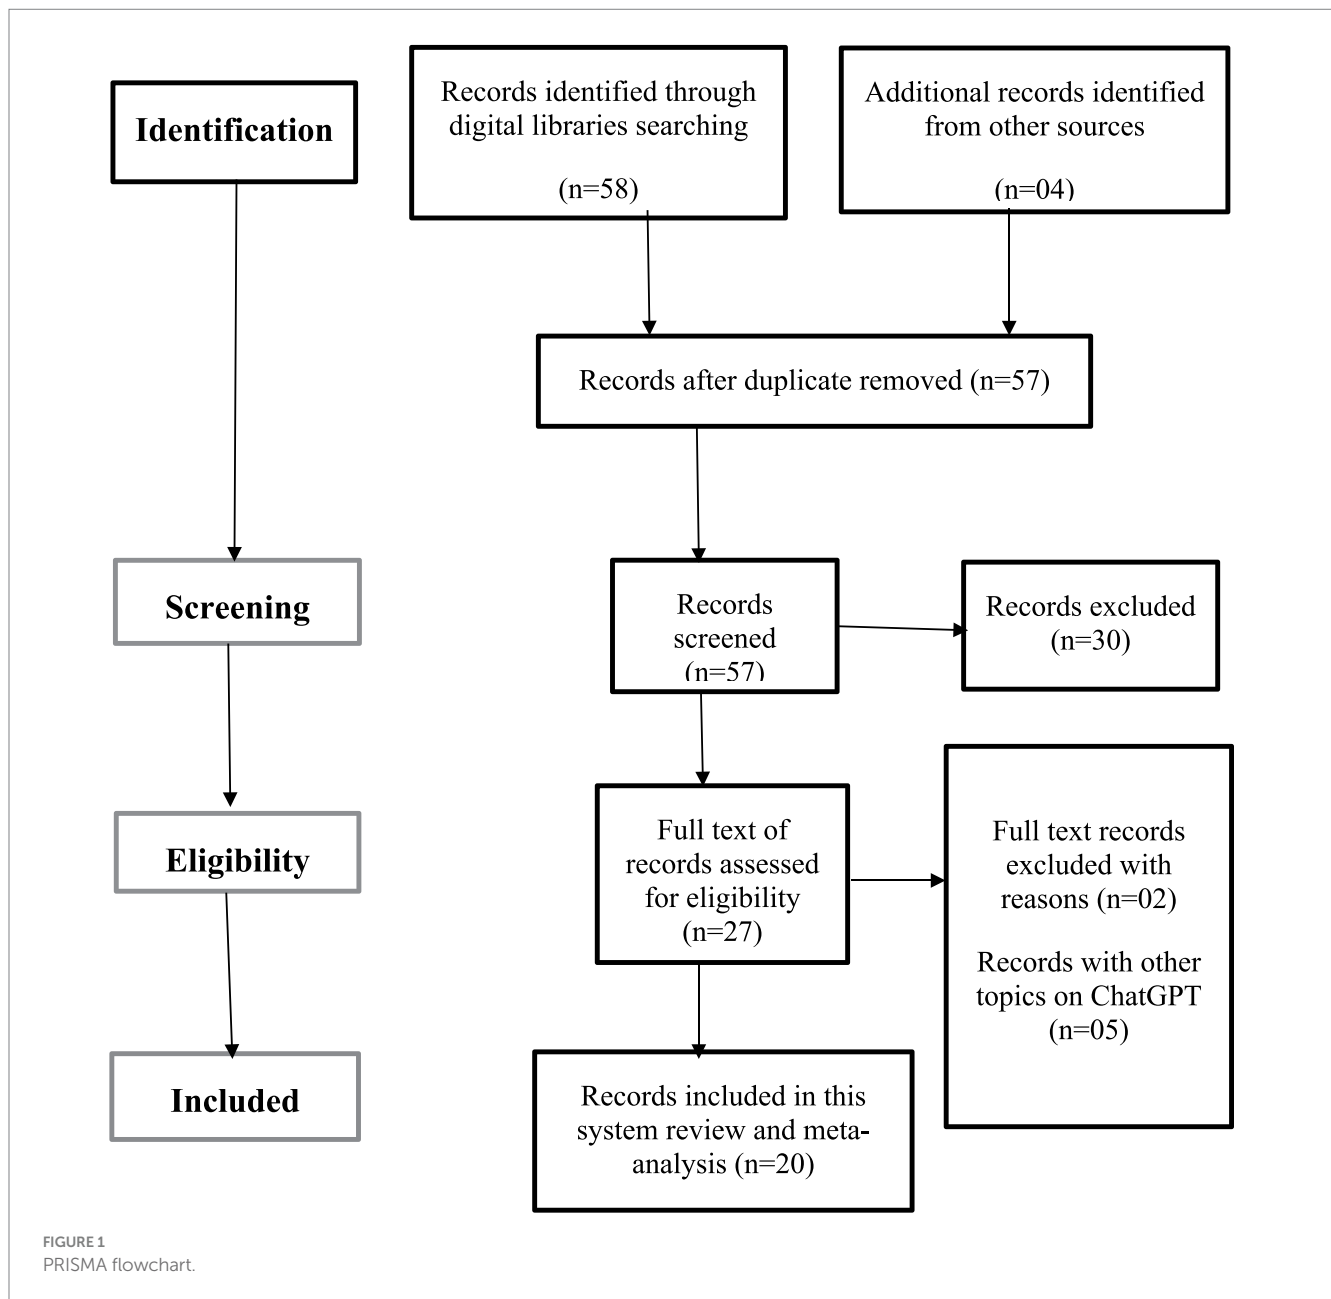 Identification
Records identified through
digital libraries searching
(n=58)
Additional records identified
from other sources
(n=04)
Records after duplicate removed (n=57)
Screening
Records
screened
(n=57)
Records excluded
(n=30)
Eligibility
Full text of
records assessed
for eligibility
(n=27)
Full text records
excluded with
reasons (n=02)
Records with other
topics on ChatGPT
(n=05)
Included
Records included in this
system review and meta-
analysis (n=20)
FIGURE 1
PRISMA flowchart.